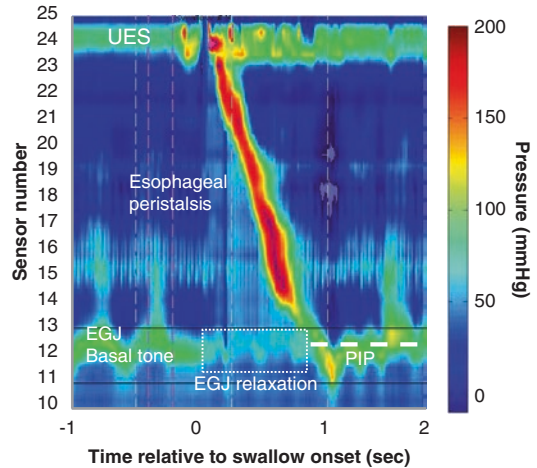 25
24
23
22
21
20
19
18
17
16
15
14
13
12
11
10
Sensor number
UES
Esophageal
peristalsis
EGJ
Basal tone
PIP
EGJ relaxation
-1
0
1
2
Time relative to swallow onset (sec)
200
150
100
50
0
Pressure (mmHg)